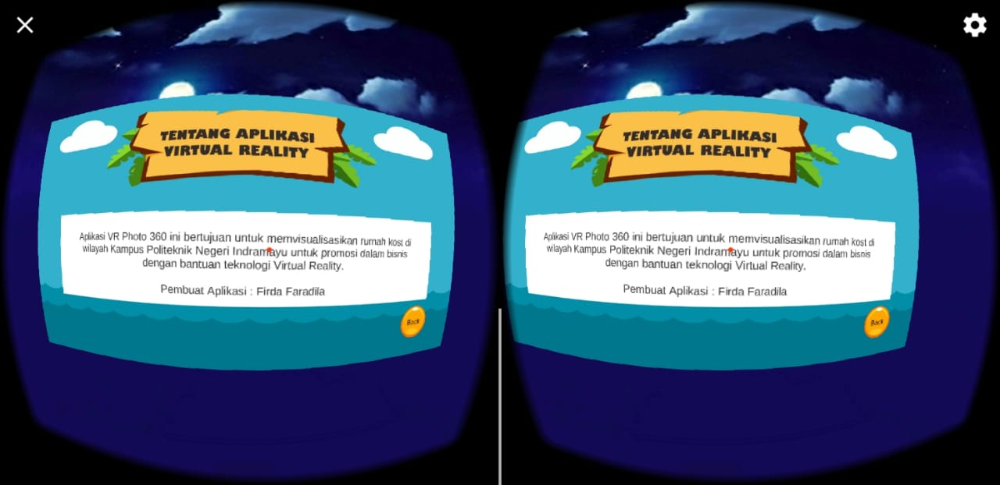 TENTANG APLIKASI
VIRTUAL REALITY
Aplikasi VR Photo 360 ini bertujuan untuk memvisualisasikan rumah kost di
wilayah Kampus Politeknik Negeri Indramayu untuk promosi dalam bisnis
dengan bantuan teknologi Virtual Reality.
Pembuat Aplikasi : Firda Faradila
Back
TENTANG APLIKASI
VIRTUAL REALITY
Aplikasi VR Photo 360 ini bertujuan untuk memvisualisasikan rumah kost di
wilayah Kampus Politeknik Negeri Indramayu untuk promosi dalam bisnis
dengan bantuan teknologi Virtual Reality.
Pembuat Aplikasi : Firda Faradila
Back